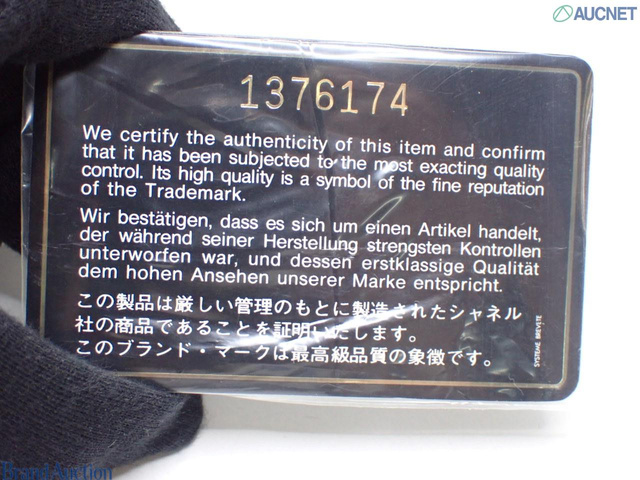 AUCNET
1376174
We certify the authenticity of this item and confirm
that it has been subjected to the most exacting quality
control. Its high quality is a symbol of the fine reputation
of the Trademark.
Wir bestätigen, dass es sich um einen Artikel handelt,
der während seiner Herstellung strengsten Kontrollen
unterworfen war, und dessen erstklassige Qualität
dem hohen Ansehen unserer Marke entspricht.
この製品は厳しい管理のもとに製造されたシャネル
社の商品であることを証明いたします。
このブランド・マークは最高級品質の象徴です。
SYSTEME BREVETE
Brand Auction